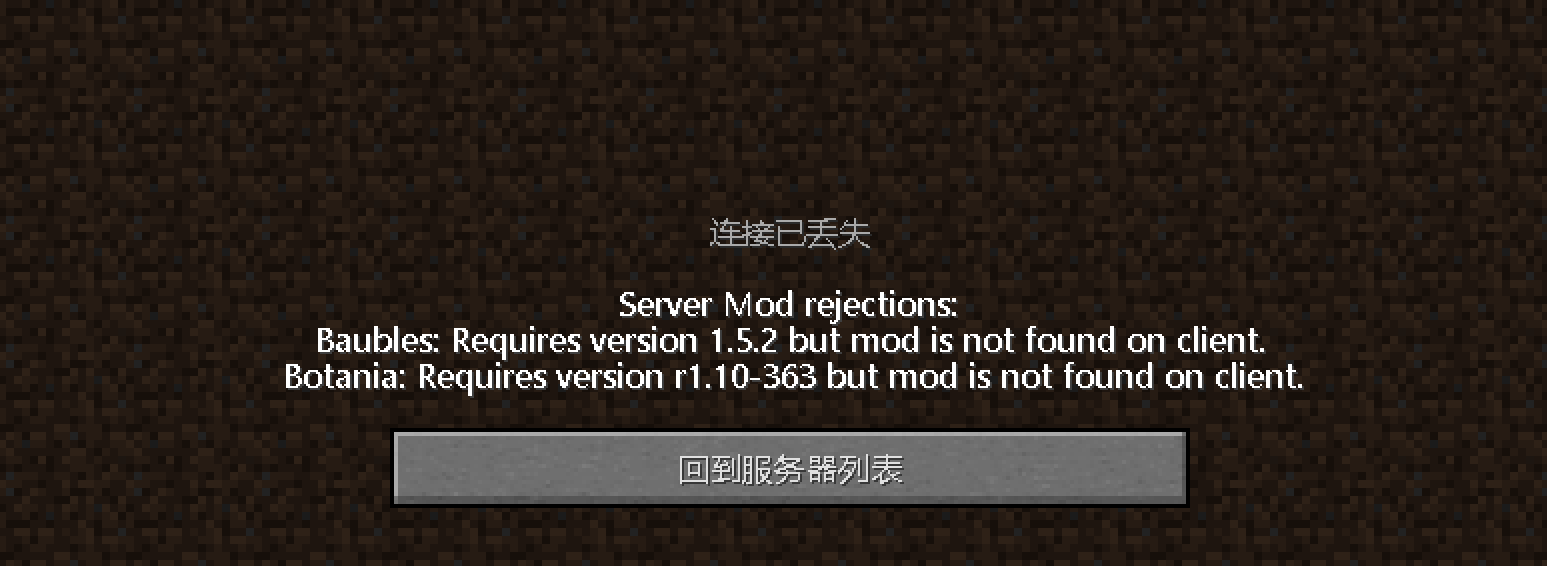 连接已丢失
Server Mod rejections:
Baubles: Requires version 1.5.2 but mod is not found on client.
Botania: Requires version r1.10-363 but mod is not found on client.
回到服务器列表